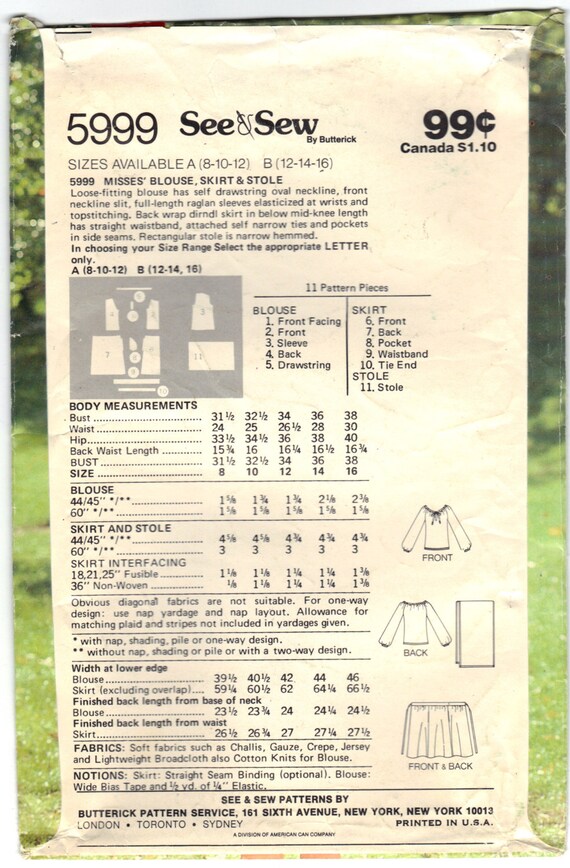 5999 See & Sew 99¢
By Butterick
Canada $1.10
SIZES AVAILABLE A (8-10-12) B (12-14-16)
5999 MISSES' BLOUSE, SKIRT & STOLE
Loose-fitting blouse has self drawstring oval neckline, front
neckline slit, full-length raglan sleeves elasticized at wrists and
topstitching. Back wrap dirndl skirt in below mid-knee length
has straight waistband, attached self narrow ties and pockets
in side seams. Rectangular stole is narrow hemmed.
In choosing your Size Range Select the appropriate LETTER
only.
A (8-10-12) B (12-14, 16)
11 Pattern Pieces
BLOUSE
1. Front Facing
2. Front
3. Sleeve
4. Back
5. Drawstring
SKIRT
6. Front
7. Back
8. Pocket
9. Waistband
10. Tie End
STOLE
11. Stole
BODY MEASUREMENTS
Bust 31½ 32½ 34 36 38
Waist 24 25 26½ 28 30
Hip 33½ 34½ 36 38 40
Back Waist Length 15¾ 16 16¼ 16½ 16¾
BUST 31½ 32½ 34 36 38
SIZE 8 10 12 14 16
BLOUSE
44/45" */** 1⅝ 1¾ 1¾ 2⅛ 2⅜
60" */** 1⅝ 1⅝ 1⅝ 1⅝ 1⅝
SKIRT AND STOLE
44/45" */** 4⅝ 4⅝ 4¾ 4¾ 4¾
60" */** 3 3 3 3 3
SKIRT INTERFACING
18,21,25" Fusible 1⅛ 1⅛ 1¼ 1¼ 1⅜
36" Non-Woven ⅛ 1⅛ 1¼ 1¼ 1⅜
Obvious diagonal fabrics are not suitable. For one-way
design: use nap yardage and nap layout. Allowance for
matching plaid and stripes not included in yardages given.
* with nap, shading, pile or one-way design.
** without nap, shading or pile or with a two-way design.
Width at lower edge
Blouse 39½ 40½ 42 44 46
Skirt (excluding overlap) 59¼ 60½ 62 64¼ 66½
Finished back length from base of neck
Blouse 23½ 23¾ 24 24¼ 24½
Finished back length from waist
Skirt 26½ 26¾ 27 27¼ 27½
FABRICS: Soft fabrics such as Challis, Gauze, Crepe, Jersey
and Lightweight Broadcloth also Cotton Knits for Blouse.
NOTIONS: Skirt: Straight Seam Binding (optional). Blouse:
Wide Bias Tape and ½ yd. of ¼" Elastic.
FRONT
BACK
FRONT & BACK
SEE & SEW PATTERNS BY
BUTTERICK PATTERN SERVICE, 161 SIXTH AVENUE, NEW YORK, NEW YORK 10013
LONDON • TORONTO • SYDNEY PRINTED IN U.S.A.
A DIVISION OF AMERICAN CAN COMPANY